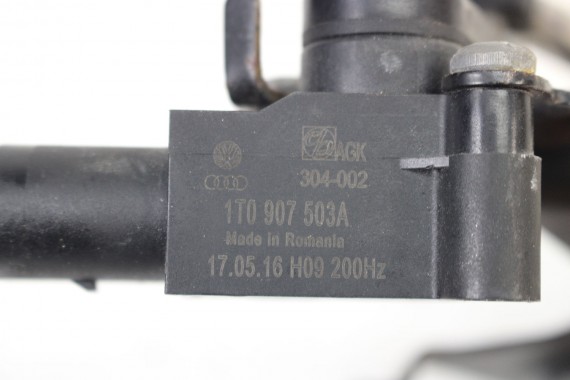 AGK
304-002
1T0 907 503A
Made in Romania
17.05.16 H09 200Hz